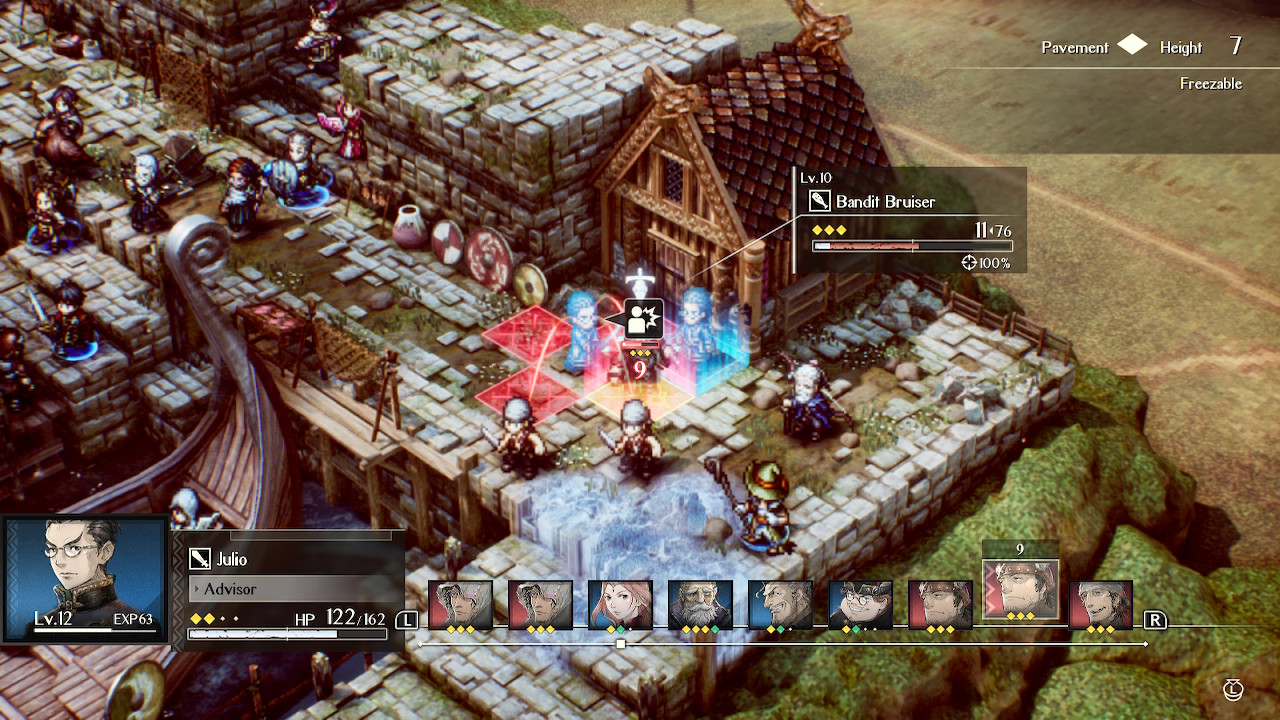 Pavement Height 7
Freezable
Lv.10
Bandit Bruiser
11 76
100%
9
Julio
Advisor
Lv.12 EXP63
HP 122/162
9
L
R
L